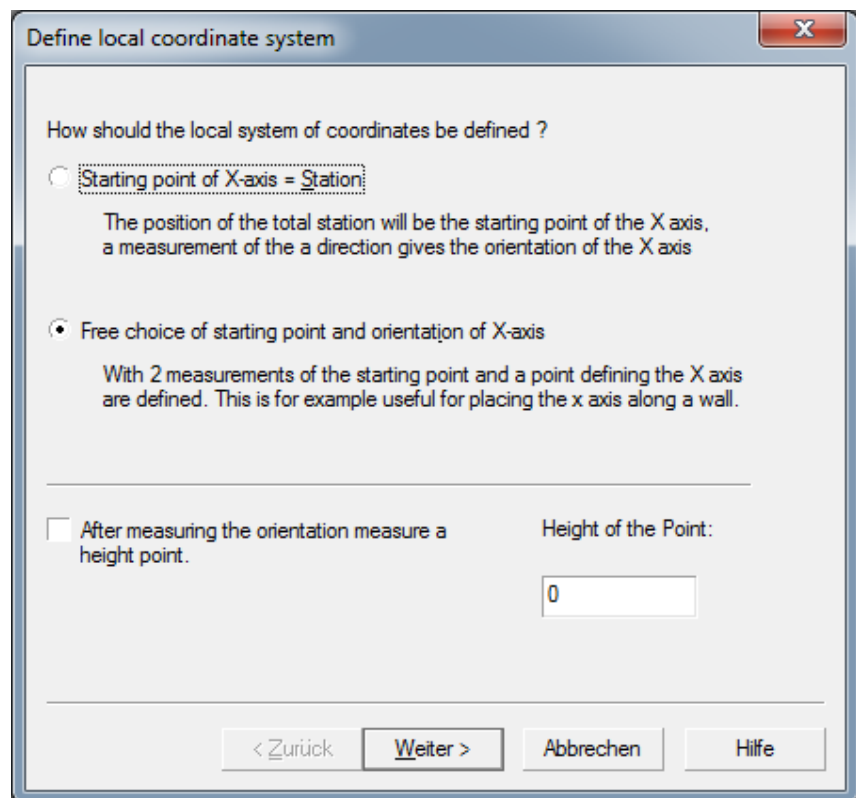 Define local coordinate system
How should the local system of coordinates be defined ?
Starting point of X-axis = Station
The position of the total station will be the starting point of the X axis,
a measurement of the a direction gives the orientation of the X axis
Free choice of starting point and orientation of X-axis
With 2 measurements of the starting point and a point defining the X axis
are defined. This is for example useful for placing the x axis along a wall.
After measuring the orientation measure a
height point.
Height of the Point:
0
< Zurück
Weiter >
Abbrechen
Hilfe